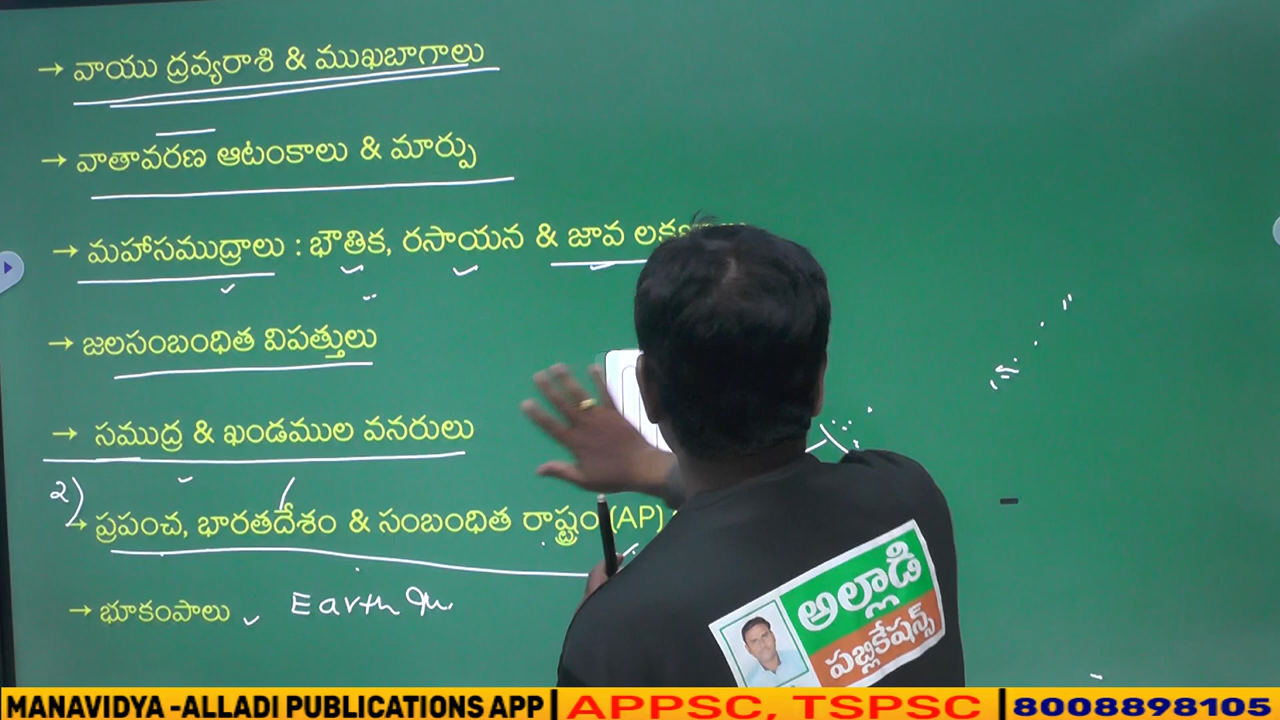 → వాయు ద్రవ్యరాశి & ముఖబాగాలు
→ వాతావరణ ఆటంకాలు & మార్పు
→ మహాసముద్రాలు : భౌతిక, రసాయన & జావ
→ జలసంబంధిత విపత్తులు
→ సముద్ర & ఖండముల వనరులు
2)
→ ప్రపంచ, భారతదేశం & సంబంధిత రాష్ట్రం (AP)
→ భూకంపాలు Earth
అల్లాడి
పబ్లికేషన్స్
MANAVIDYA -ALLADI PUBLICATIONS APP | APPSC, TSPSC | 8008898105